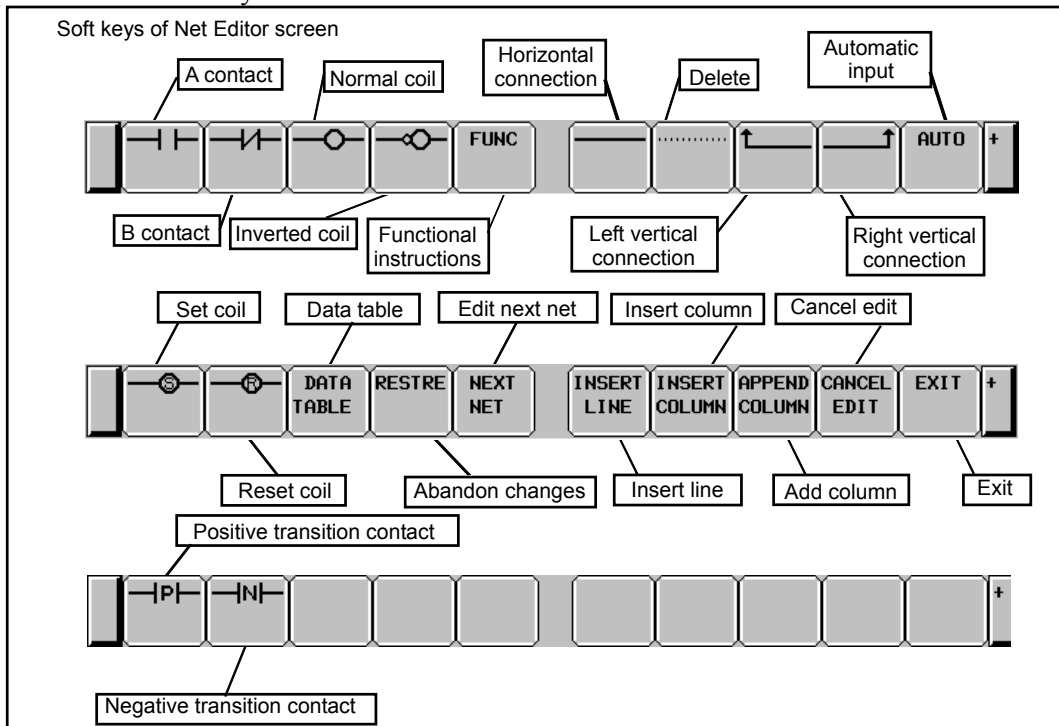 Soft keys of Net Editor screen
A contact
Normal coil
Horizontal
connection
Delete
Automatic
input
FUNC
AUTO
+
B contact
Inverted coil
Functional
instructions
Left vertical
connection
Right vertical
connection
Set coil
Data table
Edit next net
Insert column
Cancel edit
S
R
DATA
TABLE
RESTRE
NEXT
NET
INSERT
LINE
INSERT
COLUMN
APPEND
COLUMN
CANCEL
EDIT
EXIT
+
Reset coil
Abandon changes
Insert line
Add column
Exit
Positive transition contact
P
N
+
Negative transition contact